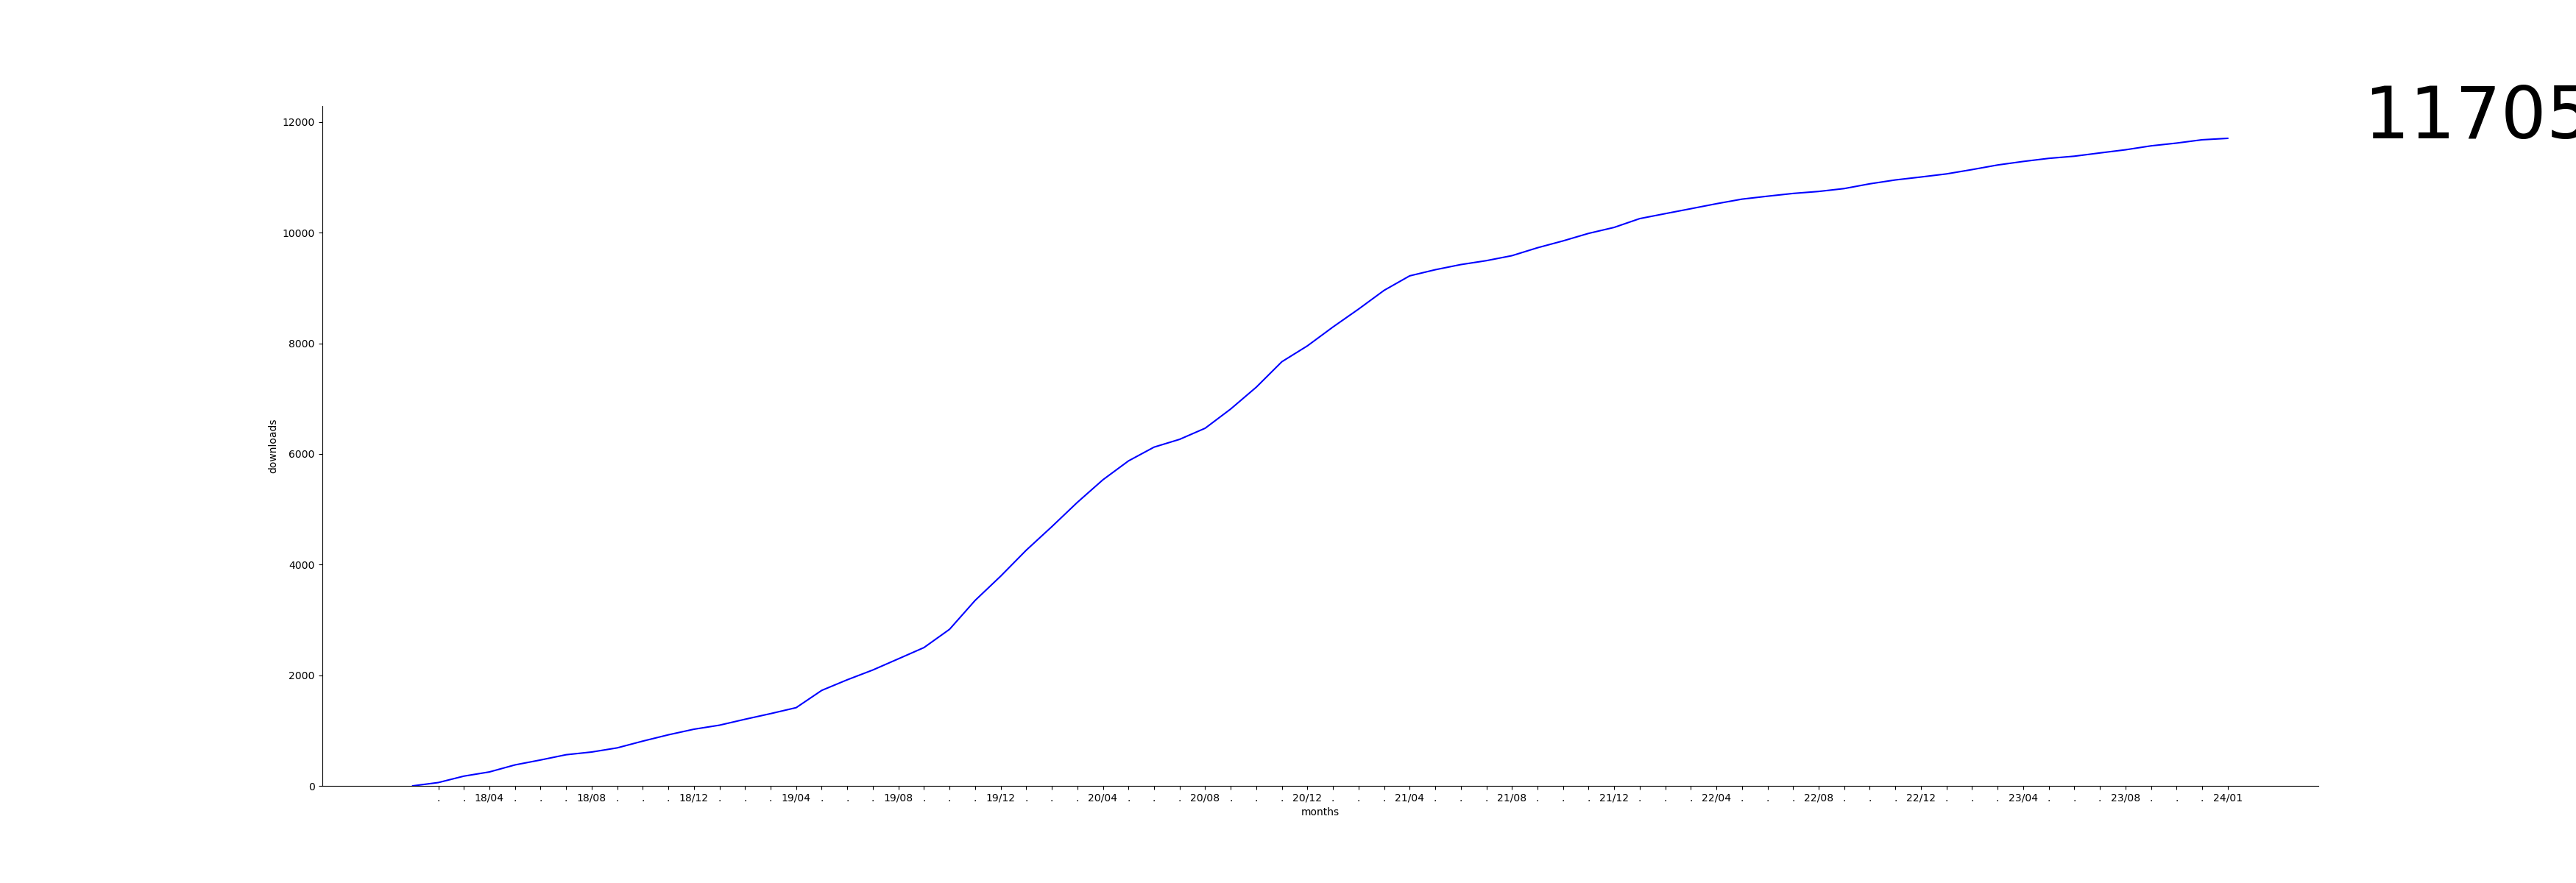 11705
12000
10000
8000
6000
4000
2000
0
downloads
. . 18/04 . . . 18/08 . . . 18/12 . . . 19/04 . . . 19/08 . . . 19/12 . . . 20/04 . . . 20/08 . . . 20/12 . . . 21/04 . . . 21/08 . . . 21/12 . . . 22/04 . . . 22/08 . . . 22/12 . . . 23/04 . . . 23/08 . . . 24/01
months